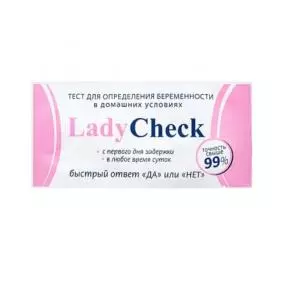 ТЕСТ ДЛЯ ОПРЕДЕЛЕНИЯ БЕРЕМЕННОСТИ
в домашних условиях
LadyCheck
• с первого дня задержки
• в любое время суток
точность
свыше
99%
быстрый ответ «ДА» или «НЕТ»